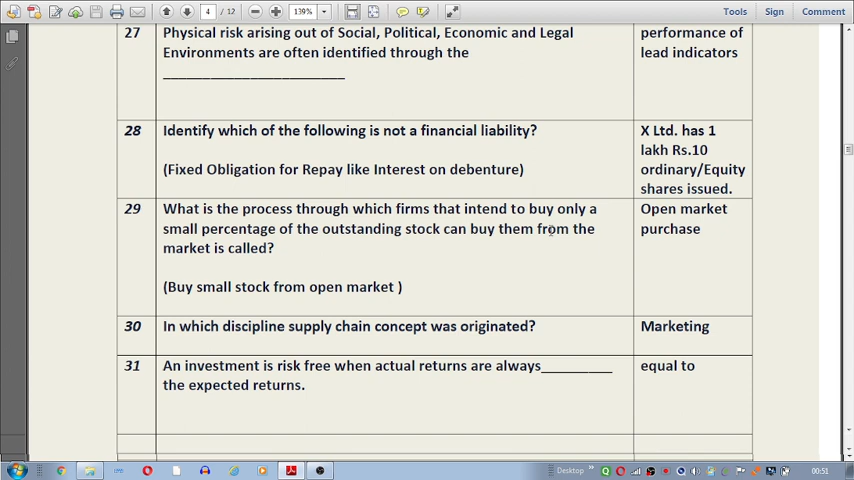 4 / 12
139%
Tools
Sign
Comment
27
Physical risk arising out of Social, Political, Economic and Legal
Environments are often identified through the
_______________________
performance of
lead indicators
28
Identify which of the following is not a financial liability?
(Fixed Obligation for Repay like Interest on debenture)
X Ltd. has 1
lakh Rs.10
ordinary/Equity
shares issued.
29
What is the process through which firms that intend to buy only a
small percentage of the outstanding stock can buy them from the
market is called?
(Buy small stock from open market )
Open market
purchase
30
In which discipline supply chain concept was originated?
Marketing
31
An investment is risk free when actual returns are always_________
the expected returns.
equal to
Desktop
00:51